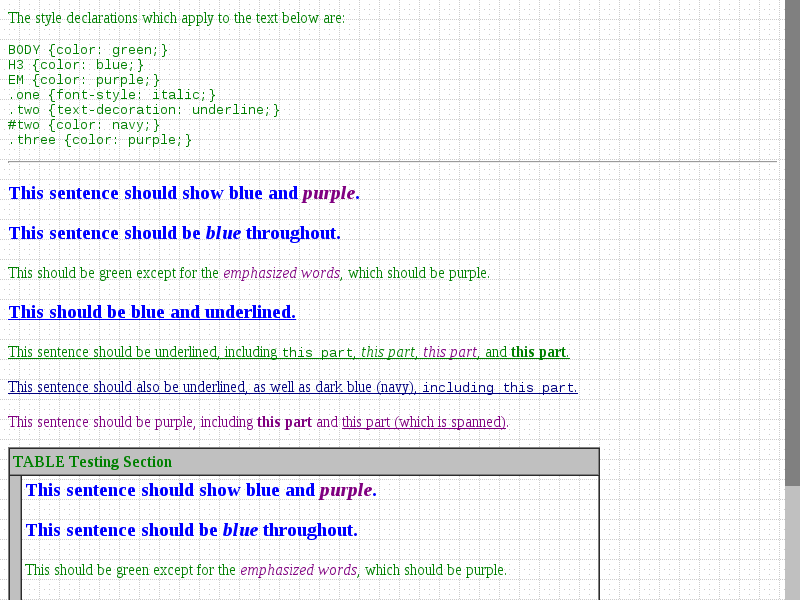 The style declarations which apply to the text below are:
BODY {color: green;}
H3 {color: blue;}
EM {color: purple;}
.one {font-style: italic;}
.two {text-decoration: underline;}
#two {color: navy;}
.three {color: purple;}
This sentence should show blue and purple.
This sentence should be blue throughout.
This should be green except for the emphasized words, which should be purple.
This should be blue and underlined.
This sentence should be underlined, including this part, this part, this part, and this part.
This sentence should also be underlined, as well as dark blue (navy), including this part.
This sentence should be purple, including this part and this part (which is spanned).
TABLE Testing Section
This sentence should show blue and purple.
This sentence should be blue throughout.
This should be green except for the emphasized words, which should be purple.